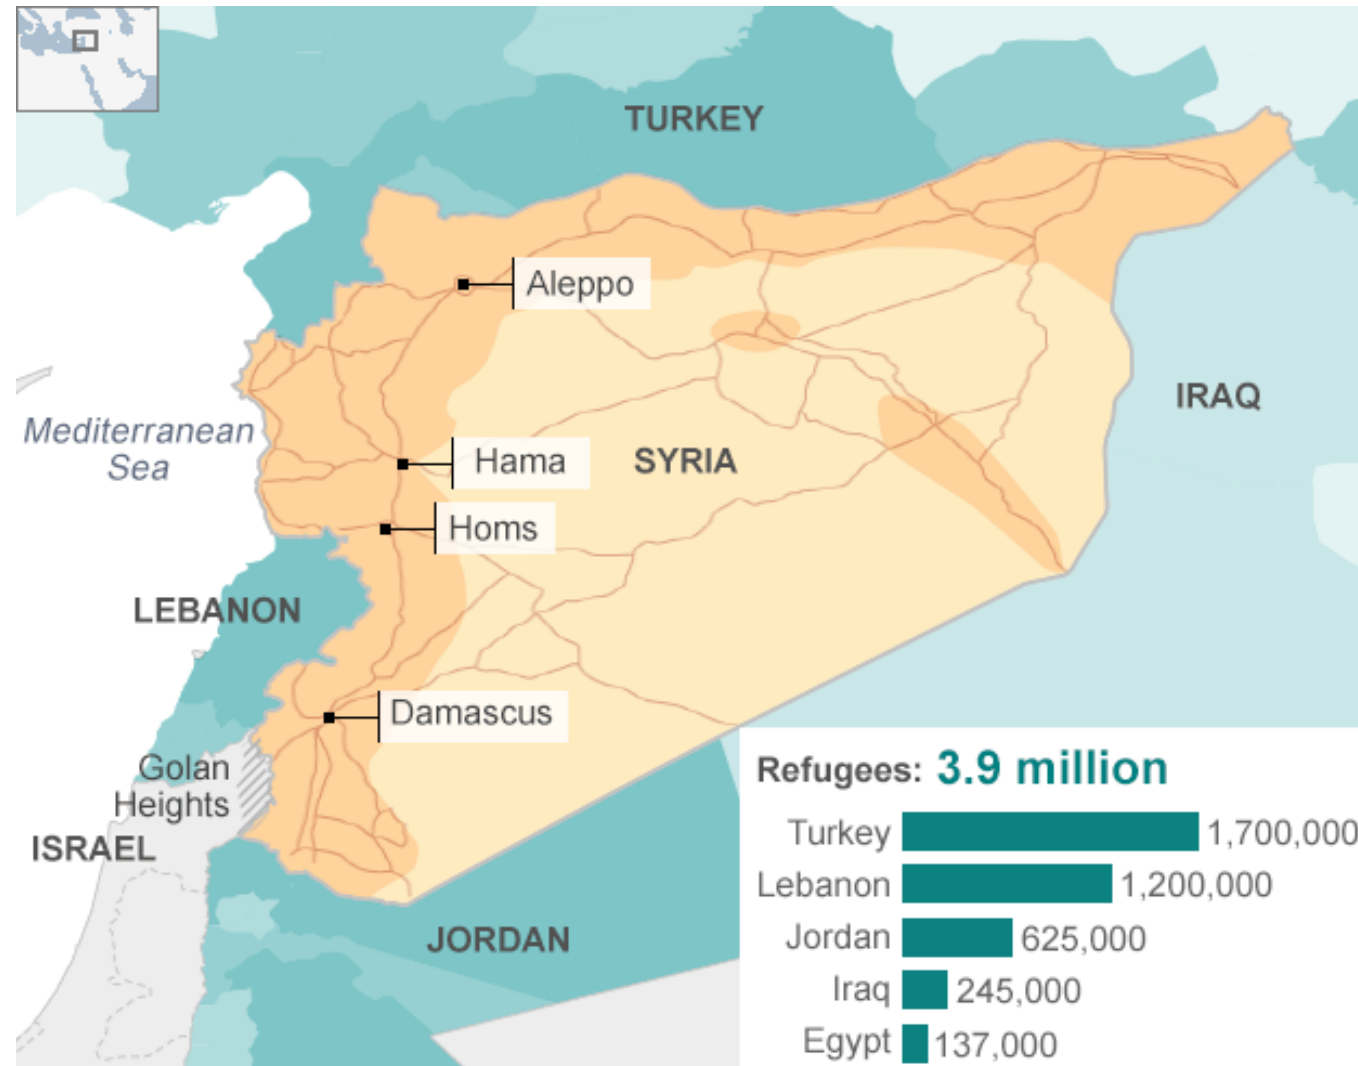 TURKEY
Aleppo
IRAQ
Mediterranean
Sea
Hama
SYRIA
Homs
LEBANON
Damascus
Golan
Heights
ISRAEL
JORDAN
Refugees: 3.9 million
Turkey 1,700,000
Lebanon 1,200,000
Jordan 625,000
Iraq 245,000
Egypt 137,000